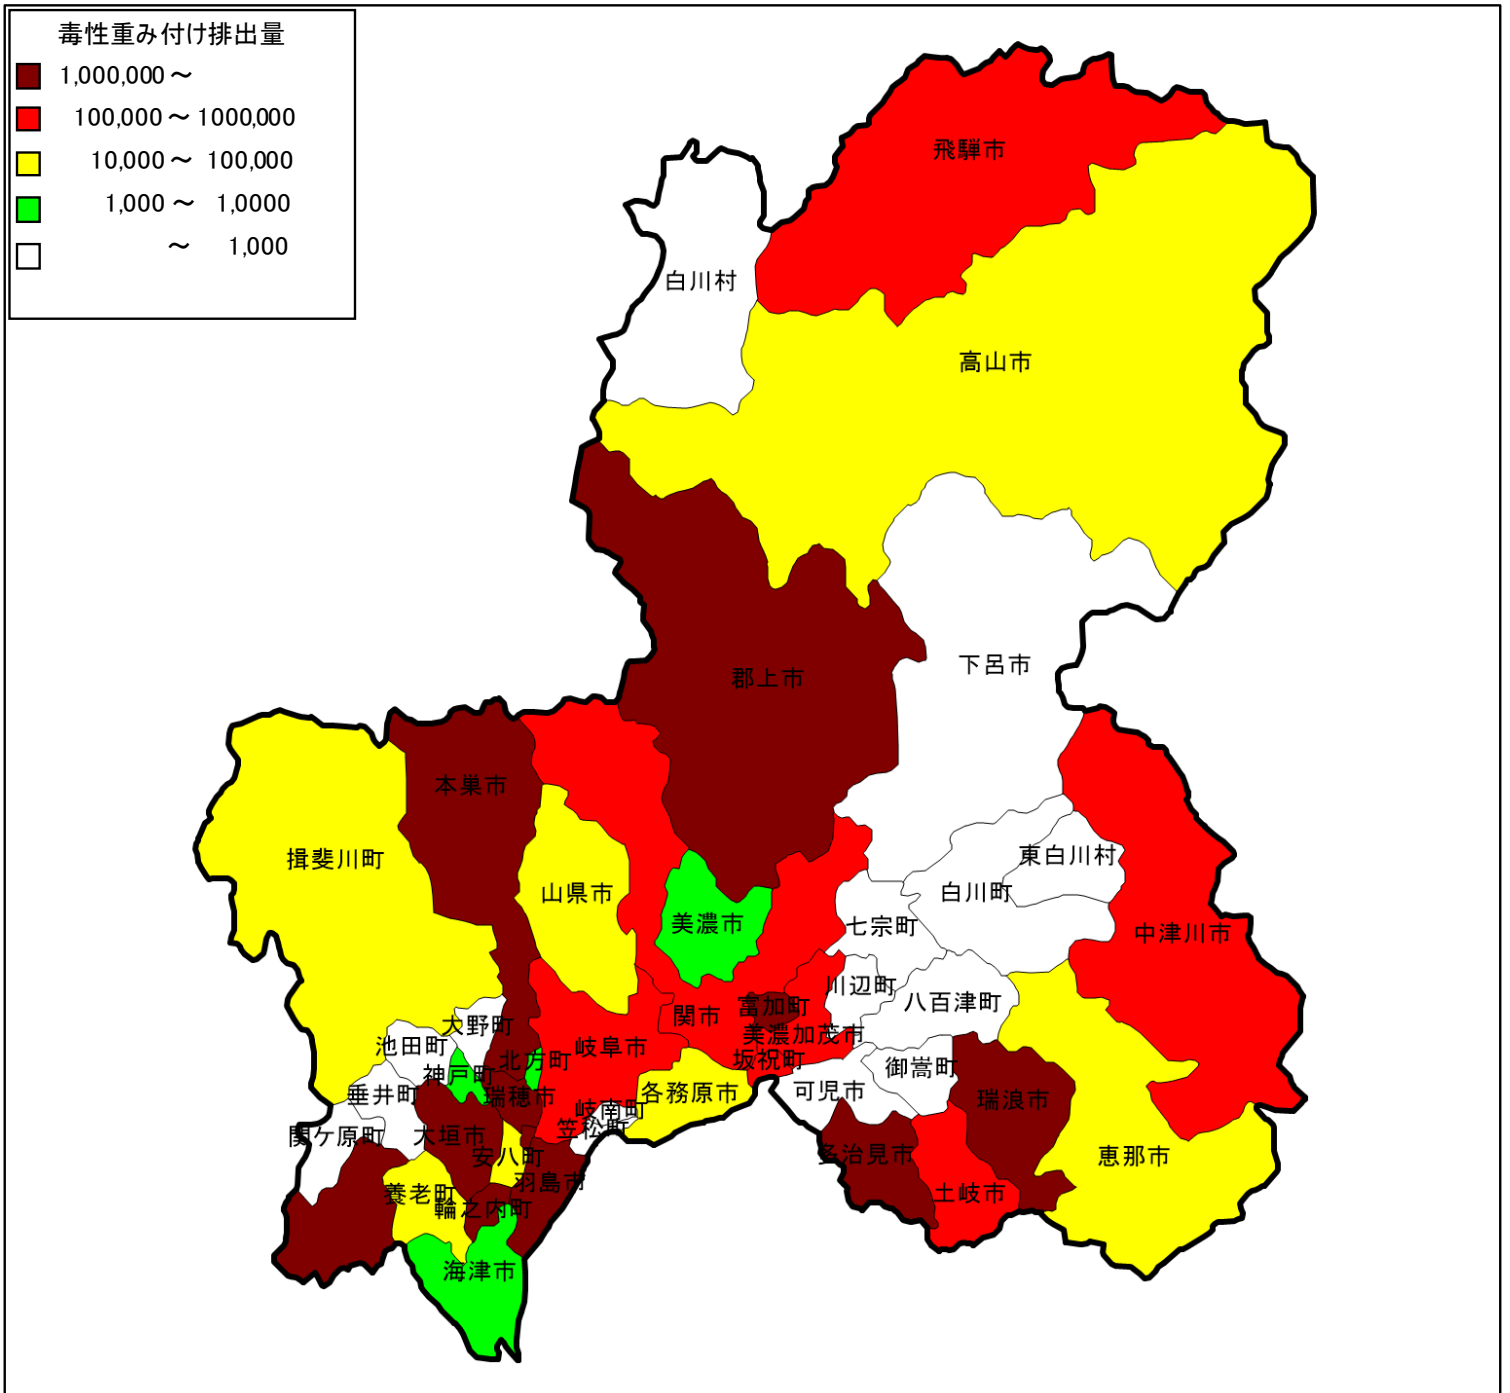 毒性重み付け排出量
1,000,000～
100,000～1000,000
10,000～ 100,000
1,000～ 1,0000
～ 1,000
飛騨市
白川村
高山市
下呂市
郡上市
本巣市
揖斐川町
山県市
美濃市
東白川村
白川町
七宗町
中津川市
川辺町
八百津町
富加町
関市
美濃加茂市
大野町
池田町
岐阜市
坂祝町
北方町
神戸町
御嵩町
可児市
各務原市
垂井町
瑞穂市
瑞浪市
岐南町
笠松町
関ケ原町
大垣市
安八町
多治見市
恵那市
羽島市
養老町
土岐市
輪之内町
海津市